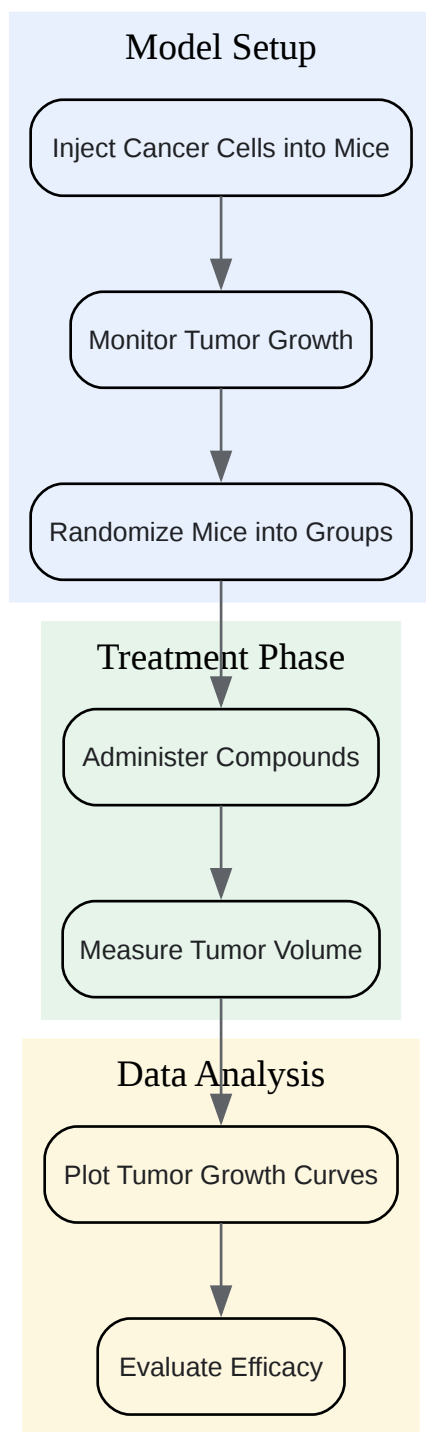 Model Setup
Inject Cancer Cells into Mice
Monitor Tumor Growth
Randomize Mice into Groups
Treatment Phase
Administer Compounds
Measure Tumor Volume
Data Analysis
Plot Tumor Growth Curves
Evaluate Efficacy